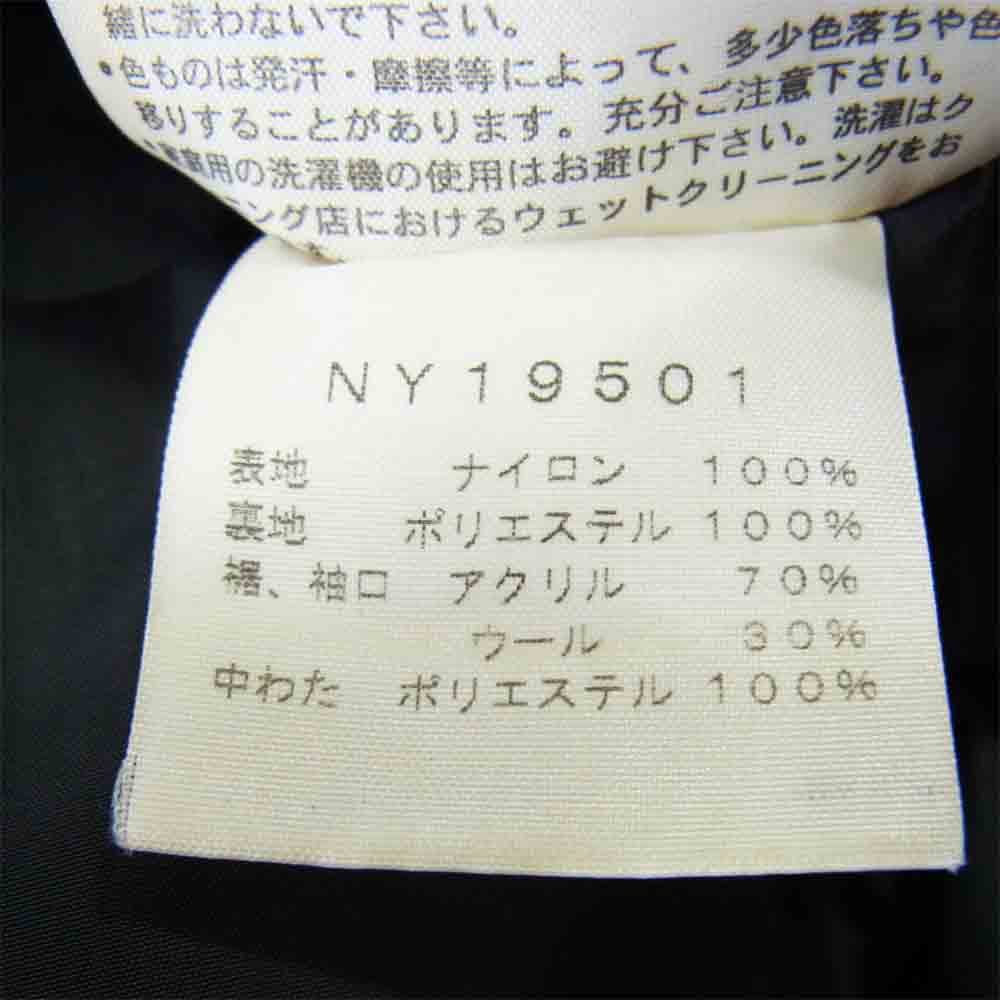 緒に洗わないで下さい。
・色ものは発汗・摩擦等によって、多少色落ちや色
移りすることがあります。充分ご注意下さい。
用の洗濯機の使用はお避け下さい。洗濯はク
ニング店におけるウェットクリーニングをお
NY19501
表地 ナイロン 100%
裏地 ポリエステル 100%
裾、袖口 アクリル 70%
ウール 30%
中わた ポリエステル 100%